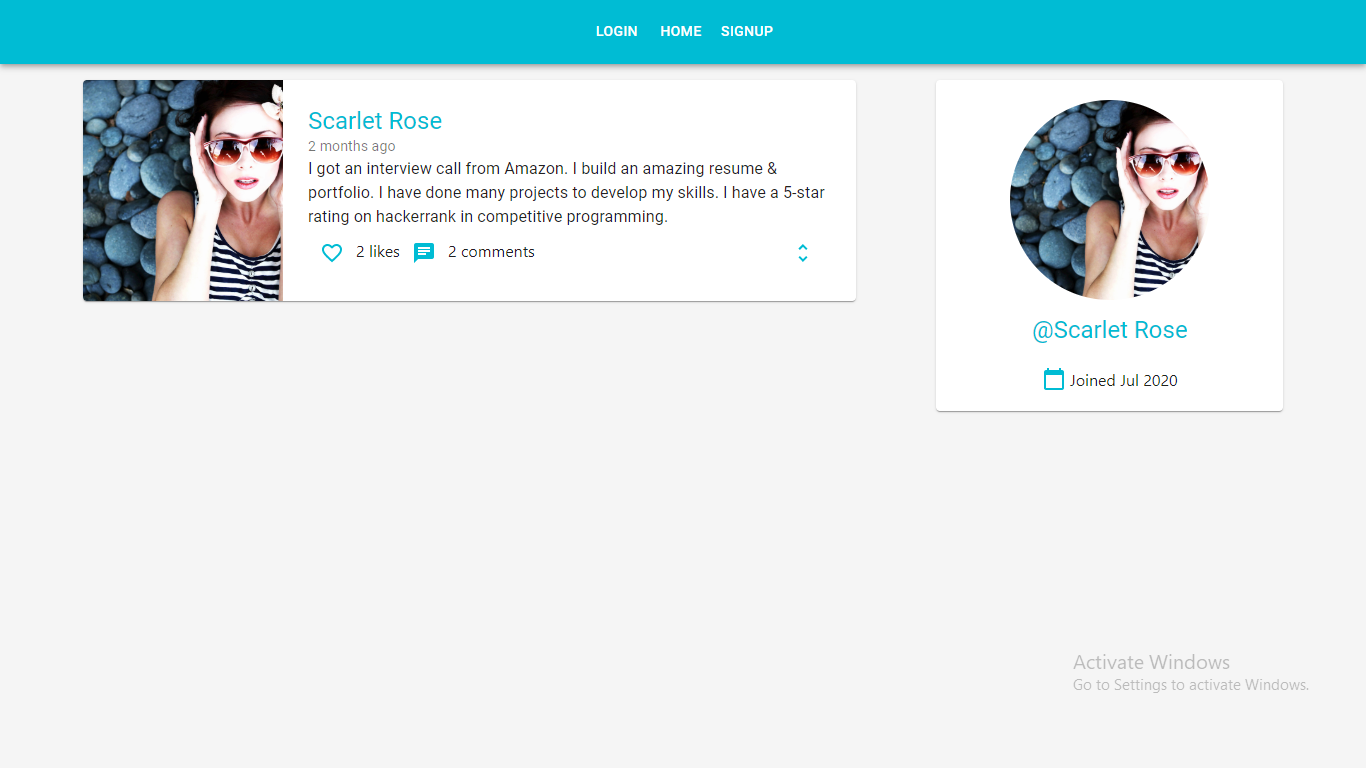 LOGIN HOME SIGNUP
Scarlet Rose
2 months ago
I got an interview call from Amazon. I build an amazing resume &
portfolio. I have done many projects to develop my skills. I have a 5-star
rating on hackerrank in competitive programming.
2 likes 2 comments
@Scarlet Rose
Joined Jul 2020
Activate Windows
Go to Settings to activate Windows.